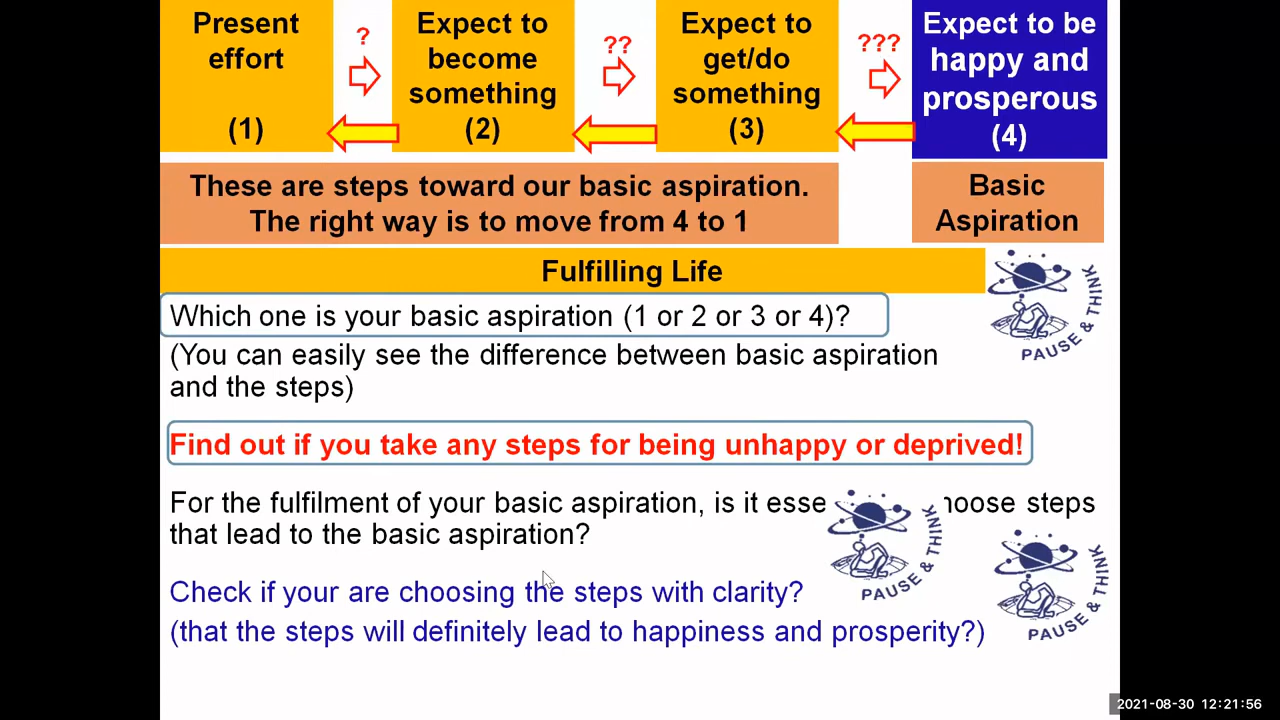 Present effort (1)
?
Expect to become something (2)
??
Expect to get/do something (3)
???
Expect to be happy and prosperous (4)
These are steps toward our basic aspiration.
The right way is to move from 4 to 1
Basic Aspiration
Fulfilling Life
PAUSE & THINK
Which one is your basic aspiration (1 or 2 or 3 or 4)?
(You can easily see the difference between basic aspiration
and the steps)
Find out if you take any steps for being unhappy or deprived!
For the fulfilment of your basic aspiration, is it esse hoose steps
that lead to the basic aspiration?
PAUSE & THINK
Check if your are choosing the steps with clarity?
(that the steps will definitely lead to happiness and prosperity?)
PAUSE & THINK
2021-08-30 12:21:56